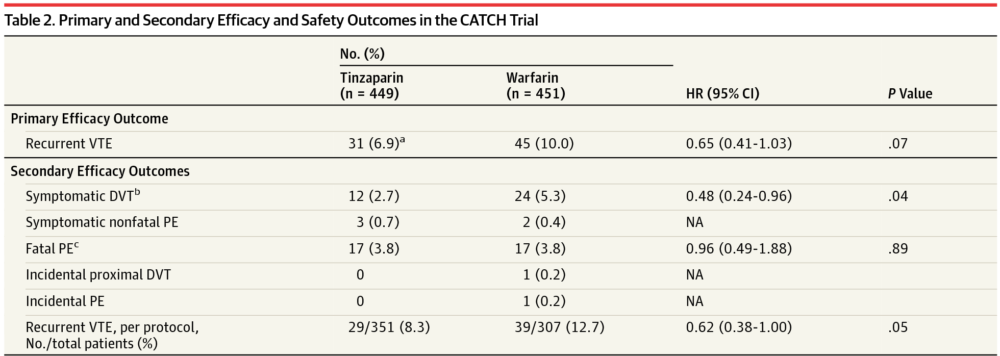 Table 2. Primary and Secondary Efficacy and Safety Outcomes in the CATCH Trial
No. (%)
Tinzaparin (n = 449) Warfarin (n = 451) HR (95% CI) P Value
Primary Efficacy Outcome
Recurrent VTE 31 (6.9)a 45 (10.0) 0.65 (0.41-1.03) .07
Secondary Efficacy Outcomes
Symptomatic DVTb 12 (2.7) 24 (5.3) 0.48 (0.24-0.96) .04
Symptomatic nonfatal PE 3 (0.7) 2 (0.4) NA
Fatal PEc 17 (3.8) 17 (3.8) 0.96 (0.49-1.88) .89
Incidental proximal DVT 0 1 (0.2) NA
Incidental PE 0 1 (0.2) NA
Recurrent VTE, per protocol, 29/351 (8.3) 39/307 (12.7) 0.62 (0.38-1.00) .05
No./total patients (%)